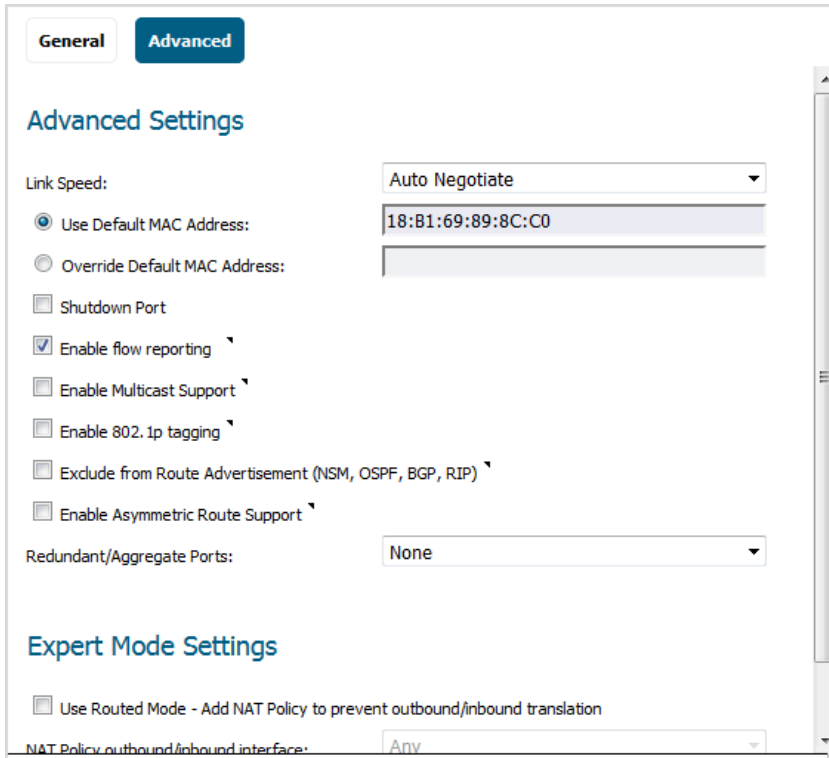 General
Advanced
Advanced Settings
Link Speed:
Auto Negotiate
Use Default MAC Address:
18:B1:69:89:8C:C0
Override Default MAC Address:
Shutdown Port
Enable flow reporting
Enable Multicast Support
Enable 802.1p tagging
Exclude from Route Advertisement (NSM, OSPF, BGP, RIP)
Enable Asymmetric Route Support
Redundant/Aggregate Ports:
None
Expert Mode Settings
Use Routed Mode - Add NAT Policy to prevent outbound/inbound translation
NAT Policy outbound/inbound interface:
Any